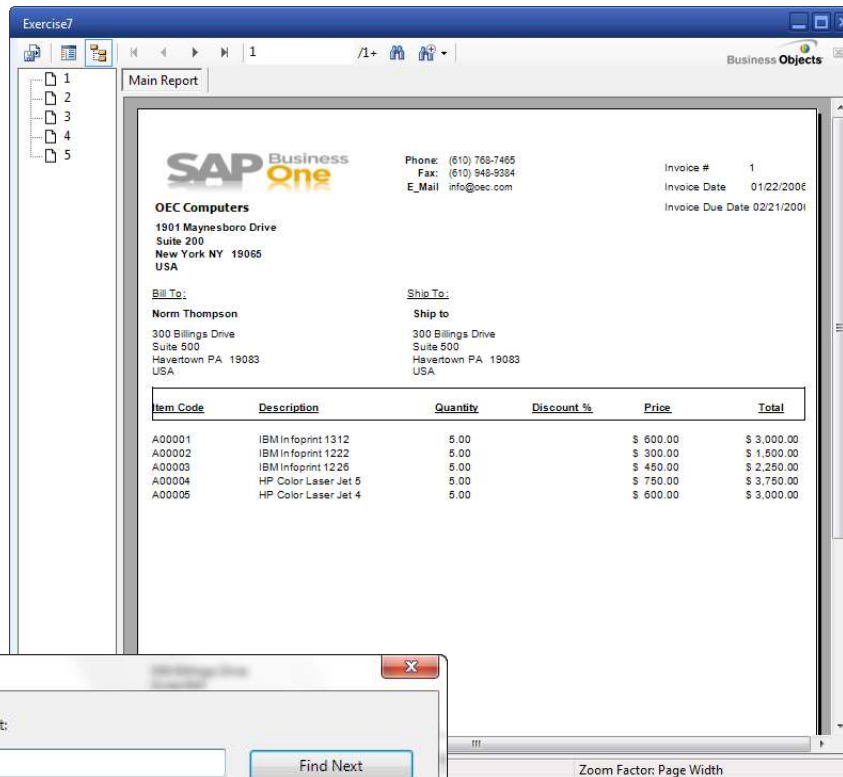 Exercise7
1 /1+
Business Objects
1
2
3
4
5
Main Report
SAP Business One
Phone: (610) 768-7465
Fax: (610) 948-9384
E_Mail info@oec.com
Invoice # 1
Invoice Date 01/22/2006
Invoice Due Date 02/21/200
OEC Computers
1901 Maynesboro Drive
Suite 200
New York NY 19065
USA
Bill To: Ship To:
Norm Thompson Ship to
300 Billings Drive 300 Billings Drive
Suite 500 Suite 500
Havertown PA 19083 Havertown PA 19083
USA USA
Item Code Description Quantity Discount % Price Total
A00001 IBM Infoprint 1312 5.00 $ 600.00 $ 3,000.00
A00002 IBM Infoprint 1222 5.00 $ 300.00 $ 1,500.00
A00003 IBM Infoprint 1226 5.00 $ 450.00 $ 2,250.00
A00004 HP Color Laser Jet 5 5.00 $ 750.00 $ 3,750.00
A00005 HP Color Laser Jet 4 5.00 $ 600.00 $ 3,000.00
t:
Find Next
Zoom Factor: Page Width